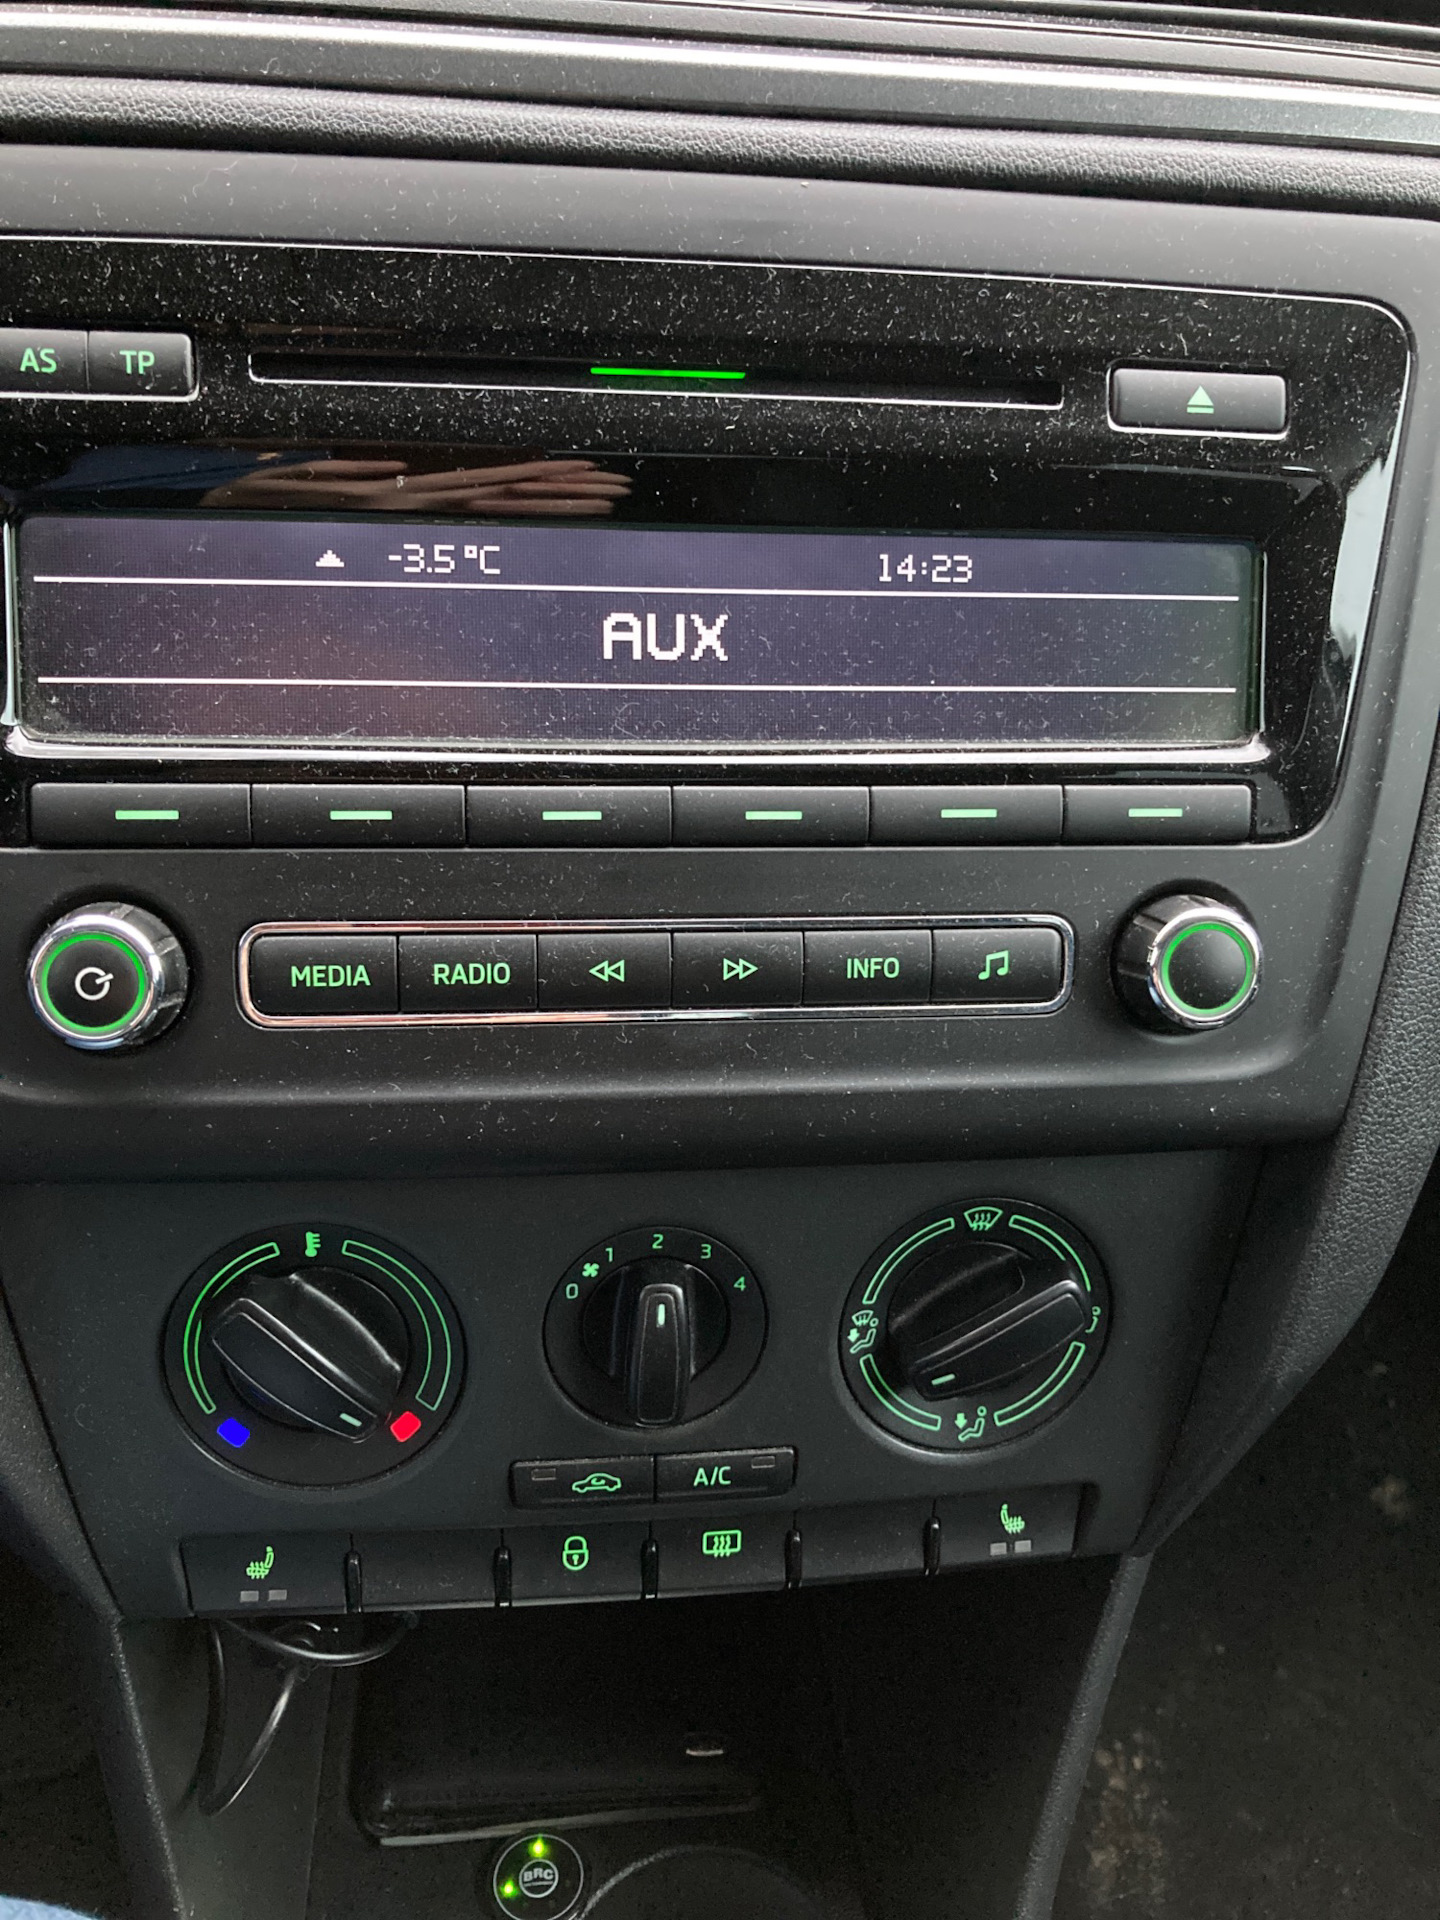 AS TP
-3.5°C 14:23
AUX
MEDIA RADIO INFO
0 1 2 3 4
A/C
BRC